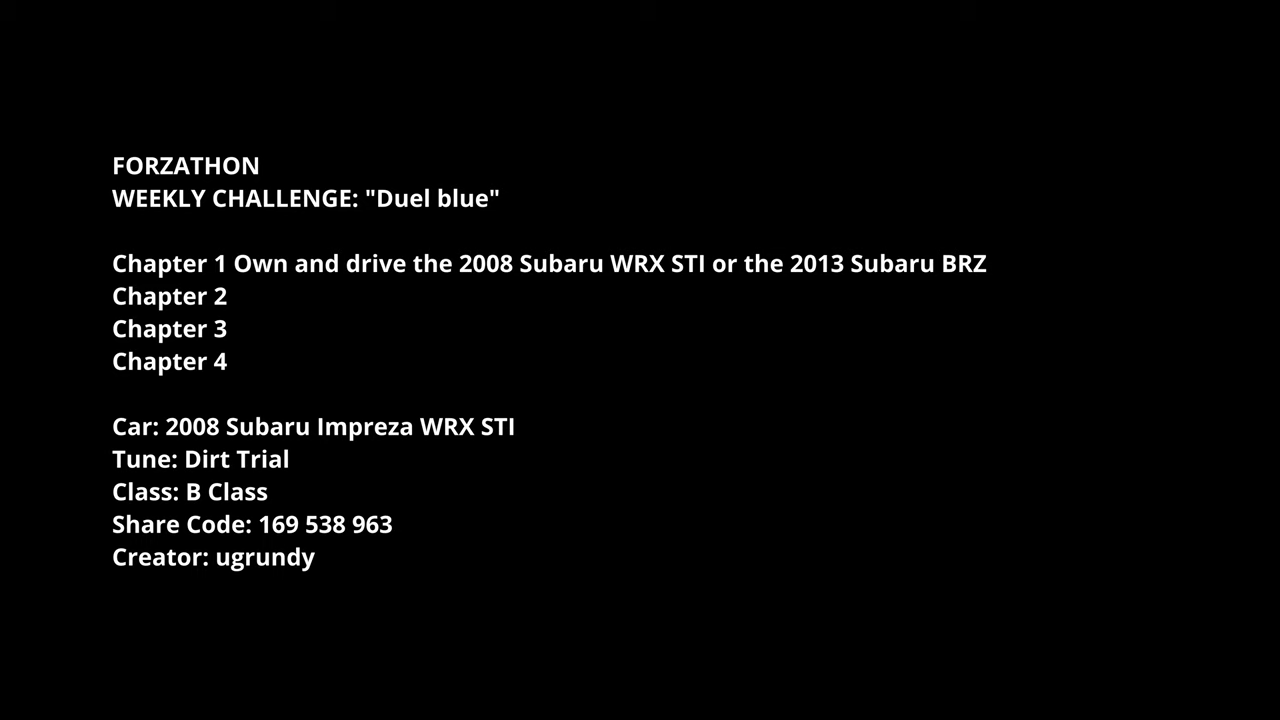 FORZATHON
WEEKLY CHALLENGE: "Duel blue"
Chapter 1 Own and drive the 2008 Subaru WRX STI or the 2013 Subaru BRZ
Chapter 2
Chapter 3
Chapter 4
Car: 2008 Subaru Impreza WRX STI
Tune: Dirt Trial
Class: B Class
Share Code: 169 538 963
Creator: ugrundy